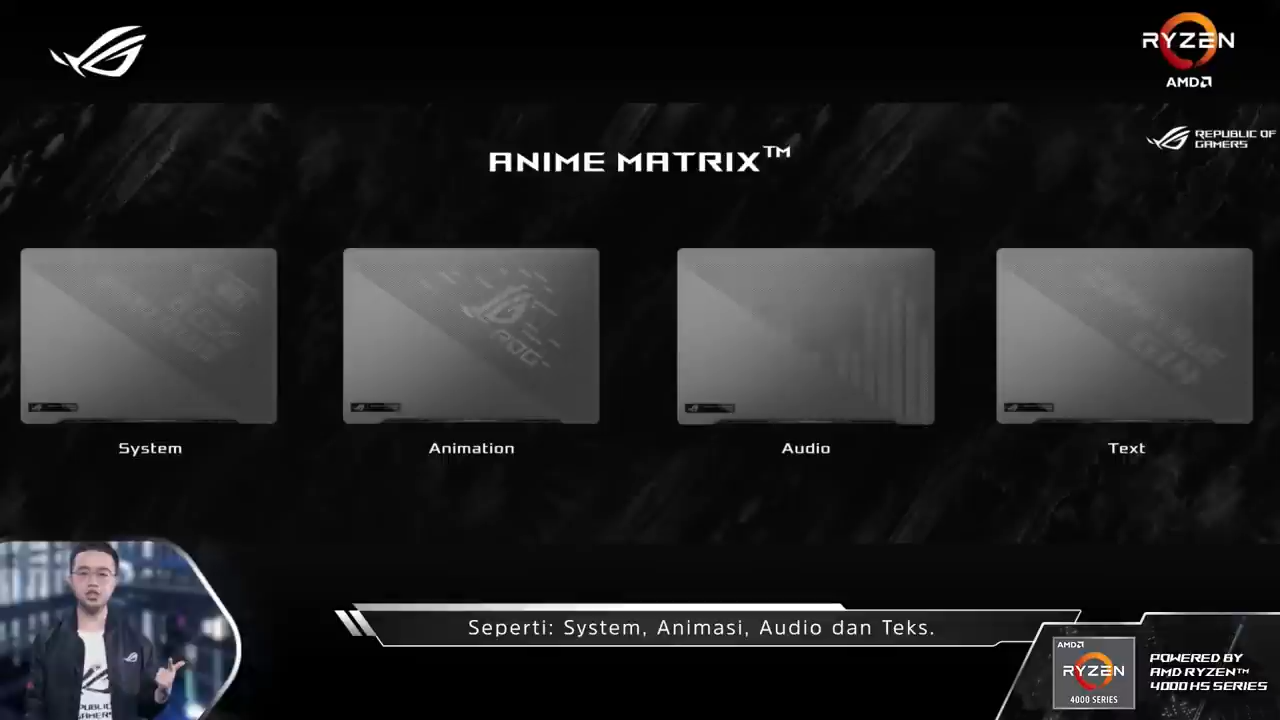 RYZEN
AMD
REPUBLIC OF
GAMERS
ANIME MATRIX™
System
Animation
Audio
Text
Seperti: System, Animasi, Audio dan Teks.
AMD
RYZEN
4000 SERIES
POWERED BY
AMD RYZEN™
4000 HS SERIES
ROG